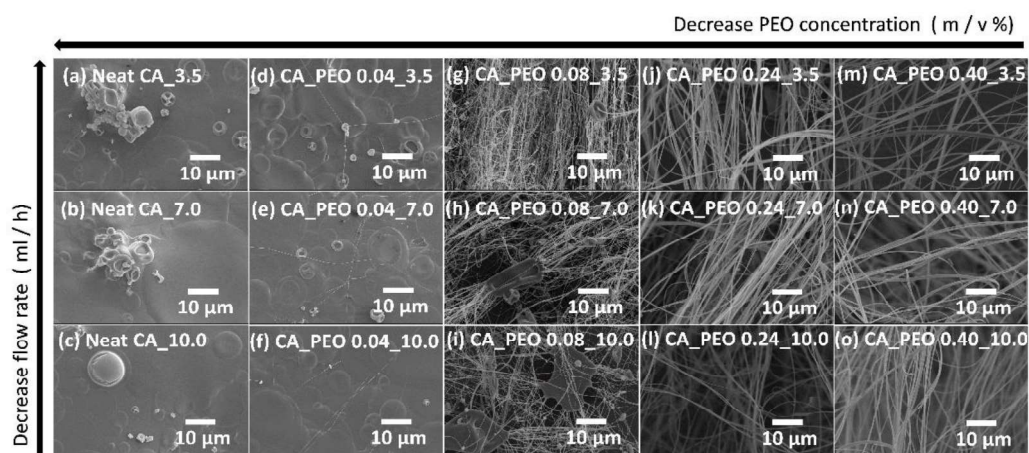 Decrease PEO concentration ( m / v %)
Decrease flow rate ( ml / h )
(a) Neat CA_3.5
10 μm
(d) CA_PEO 0.04_3.5
10 μm
(g) CA_PEO 0.08_3.5
10 μm
(j) CA_PEO 0.24_3.5
10 μm
(m) CA_PEO 0.40_3.5
10 μm
(b) Neat CA_7.0
10 μm
(e) CA_PEO 0.04_7.0
10 μm
(h) CA_PEO 0.08_7.0
10 μm
(k) CA_PEO 0.24_7.0
10 μm
(n) CA_PEO 0.40_7.0
10 μm
(c) Neat CA_10.0
10 μm
(f) CA_PEO 0.04_10.0
10 μm
(i) CA_PEO 0.08_10.0
10 μm
(l) CA_PEO 0.24_10.0
10 μm
(o) CA_PEO 0.40_10.0
10 μm